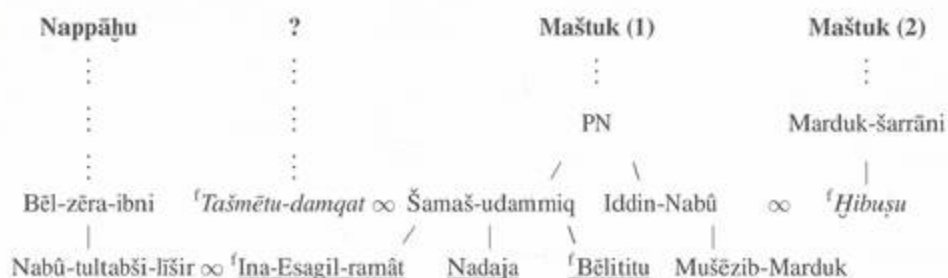 Nappāḫu ? Maštuk (1) Maštuk (2)
PN Marduk-šarrāni
Bēl-zēra-ibni ᶠTašmētu-damqat ∞ Šamaš-udammiq Iddin-Nabû ∞ ᶠḪibuṣu
Nabû-tultabši-līšir ∞ ᶠIna-Esagil-ramât Nadaja ᶠBēlititu Mušēzib-Marduk